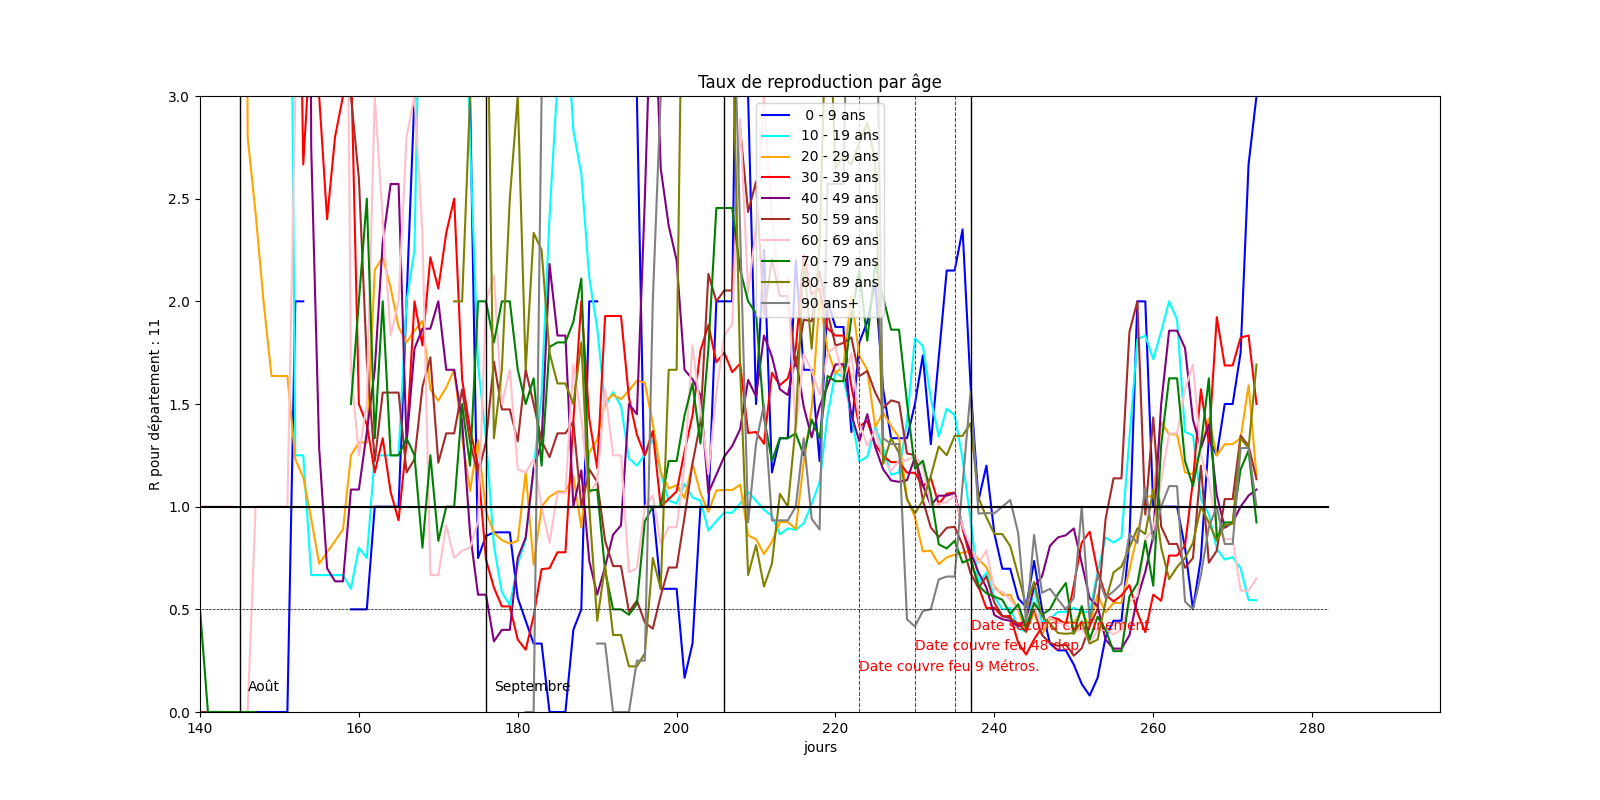 Taux de reproduction par âge
R pour département : 11
3.0
2.5
2.0
1.5
1.0
0.5
0.0
0 - 9 ans
10 - 19 ans
20 - 29 ans
30 - 39 ans
40 - 49 ans
50 - 59 ans
60 - 69 ans
70 - 79 ans
80 - 89 ans
90 ans+
Date second confinement
Date couvre feu 48 dep.
Date couvre feu 9 Métros.
Août
Septembre
140 160 180 200 220 240 260 280
jours